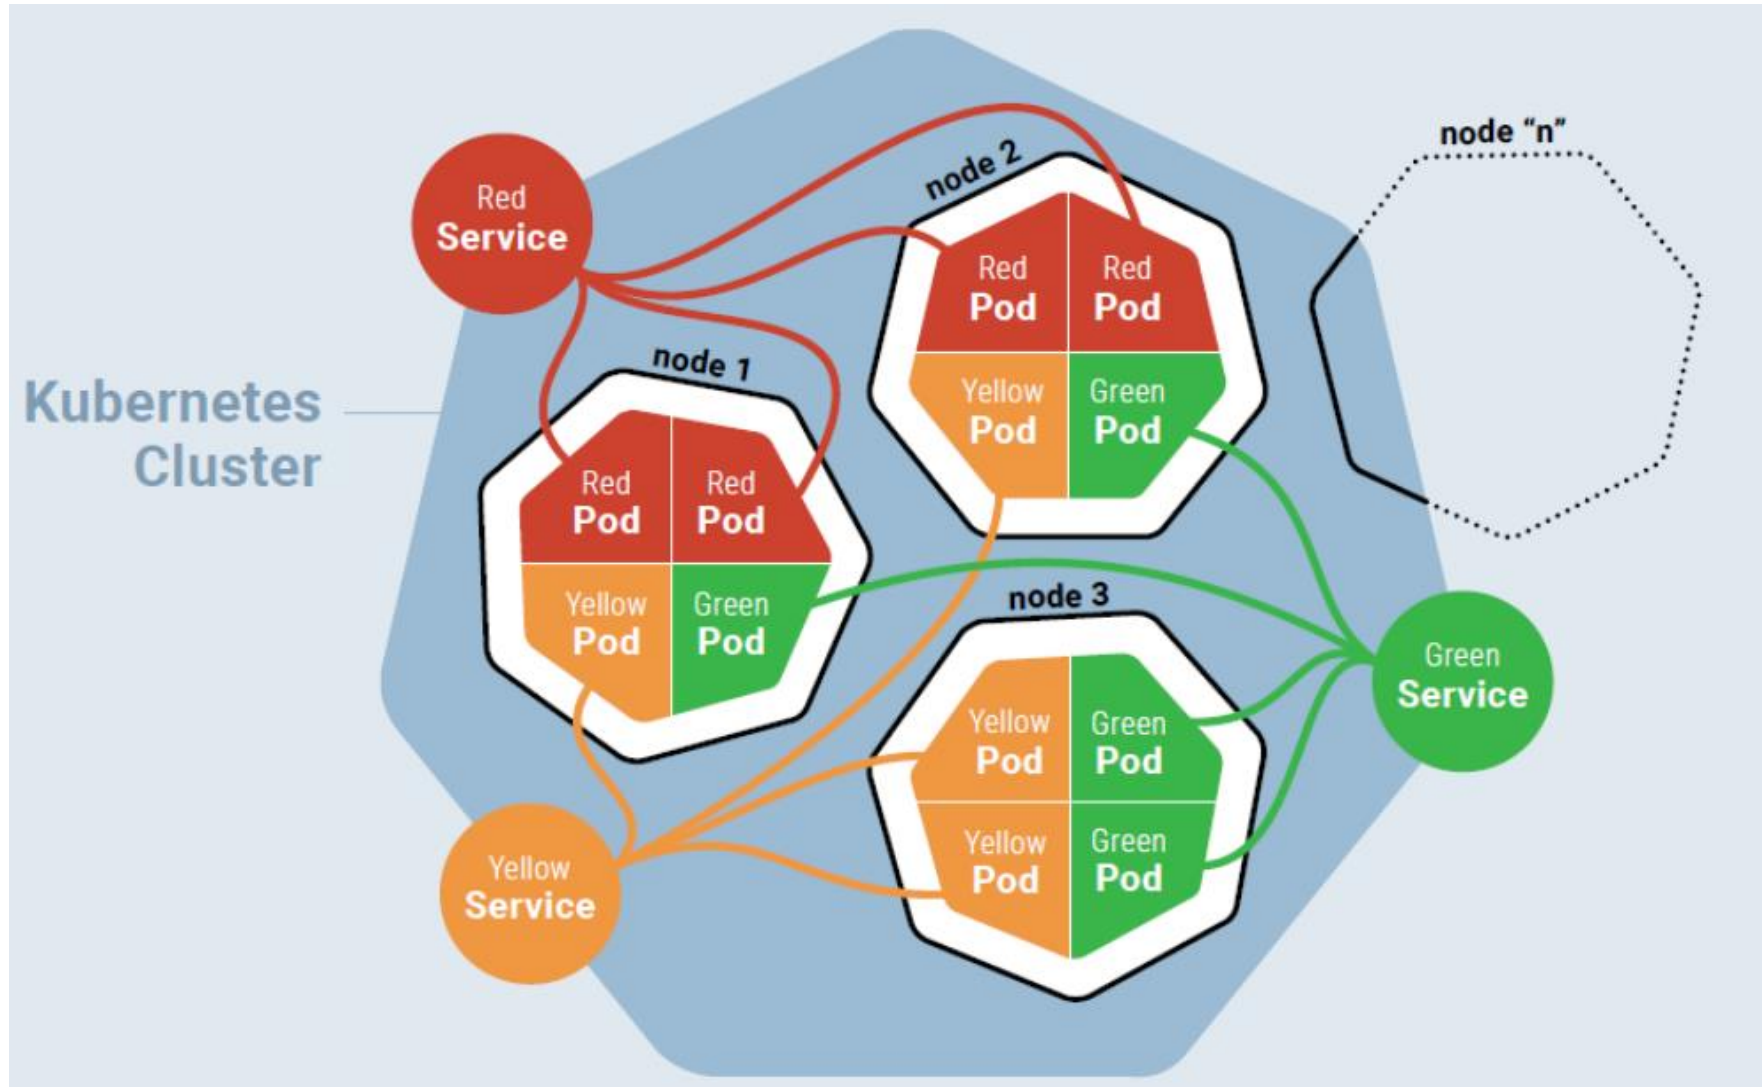 node “n”
node 2
Red
Service
Red
Pod
Red
Pod
node 1
Yellow
Pod
Green
Pod
Kubernetes
Cluster
Red
Pod
Red
Pod
Yellow
Pod
Green
Pod
node 3
Green
Service
Yellow
Pod
Green
Pod
Yellow
Pod
Green
Pod
Yellow
Service